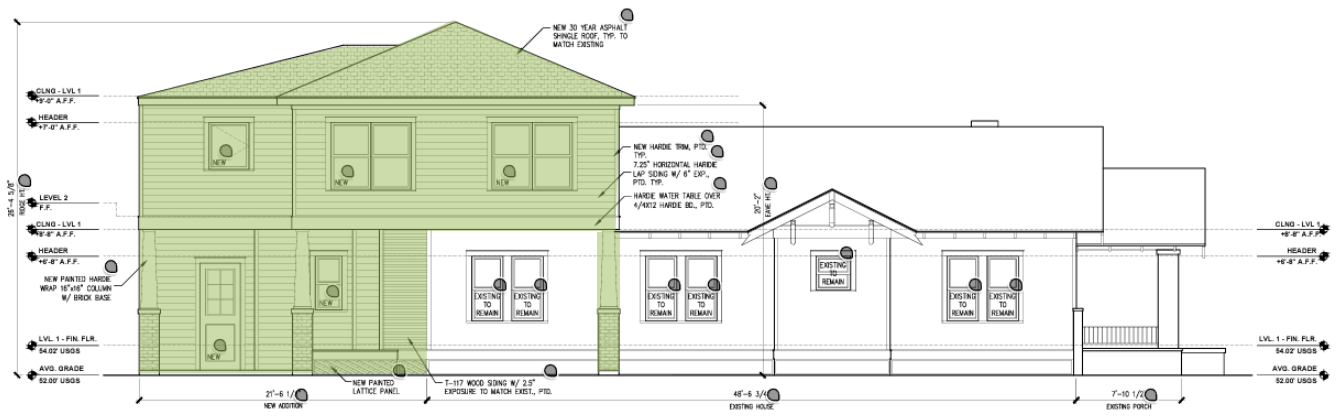 NEW 30 YEAR ASPHALT
SHINGLE ROOF, TYP. TO
MATCH EXISTING
CLNG - LVL 1
+9'-0" A.F.F.
HEADER
+7'-0" A.F.F.
NEW
NEW
NEW
NEW HARDIE TRIM, PTD.
TYP.
7.25" HORIZONTAL HARDIE
LAP SIDING W/ 6" EXP.,
PTD. TYP.
HARDIE WATER TABLE OVER
4/4X12 HARDIE BD., PTD.
26'-4 5/8"
RIDGE HT.
20'-2"
EAVE HT.
LEVEL 2
F.F.
CLNG - LVL 1
+8'-8" A.F.F.
HEADER
+6'-8" A.F.F.
CLNG - LVL 1
+8'-8" A.F.F.
HEADER
+6'-8" A.F.F.
NEW PAINTED HARDIE
WRAP 16"x16" COLUMN
W/ BRICK BASE
NEW
NEW
EXISTING
TO
REMAIN
EXISTING
TO
REMAIN
EXISTING
TO
REMAIN
EXISTING
TO
REMAIN
EXISTING
TO
REMAIN
EXISTING
TO
REMAIN
EXISTING
TO
REMAIN
LVL. 1 - FIN. FLR.
54.02' USGS
AVG. GRADE
52.00' USGS
LVL. 1 - FIN. FLR.
54.02' USGS
AVG. GRADE
52.00' USGS
NEW PAINTED
LATTICE PANEL
T-117 WOOD SIDING W/ 2.5"
EXPOSURE TO MATCH EXIST., PTD.
21'-6 1/
NEW ADDITION
48'-6 3/4
EXISTING HOUSE
7'-10 1/2
EXISTING PORCH